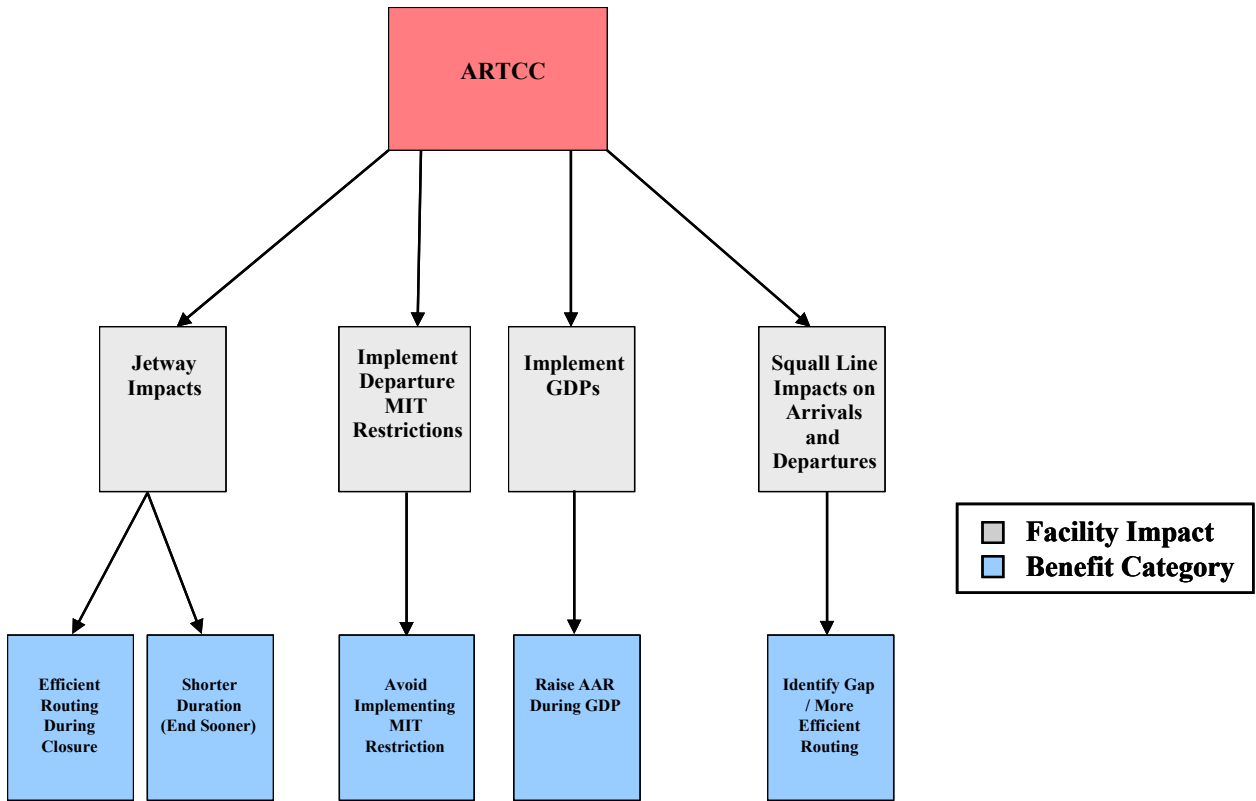 ARTCC
Jetway
Impacts
Implement
Departure
MIT
Restrictions
Implement
GDPs
Squall Line
Impacts on
Arrivals
and
Departures
Facility Impact
Benefit Category
Efficient
Routing
During
Closure
Shorter
Duration
(End Sooner)
Avoid
Implementing
MIT
Restriction
Raise AAR
During GDP
Identify Gap
/ More
Efficient
Routing